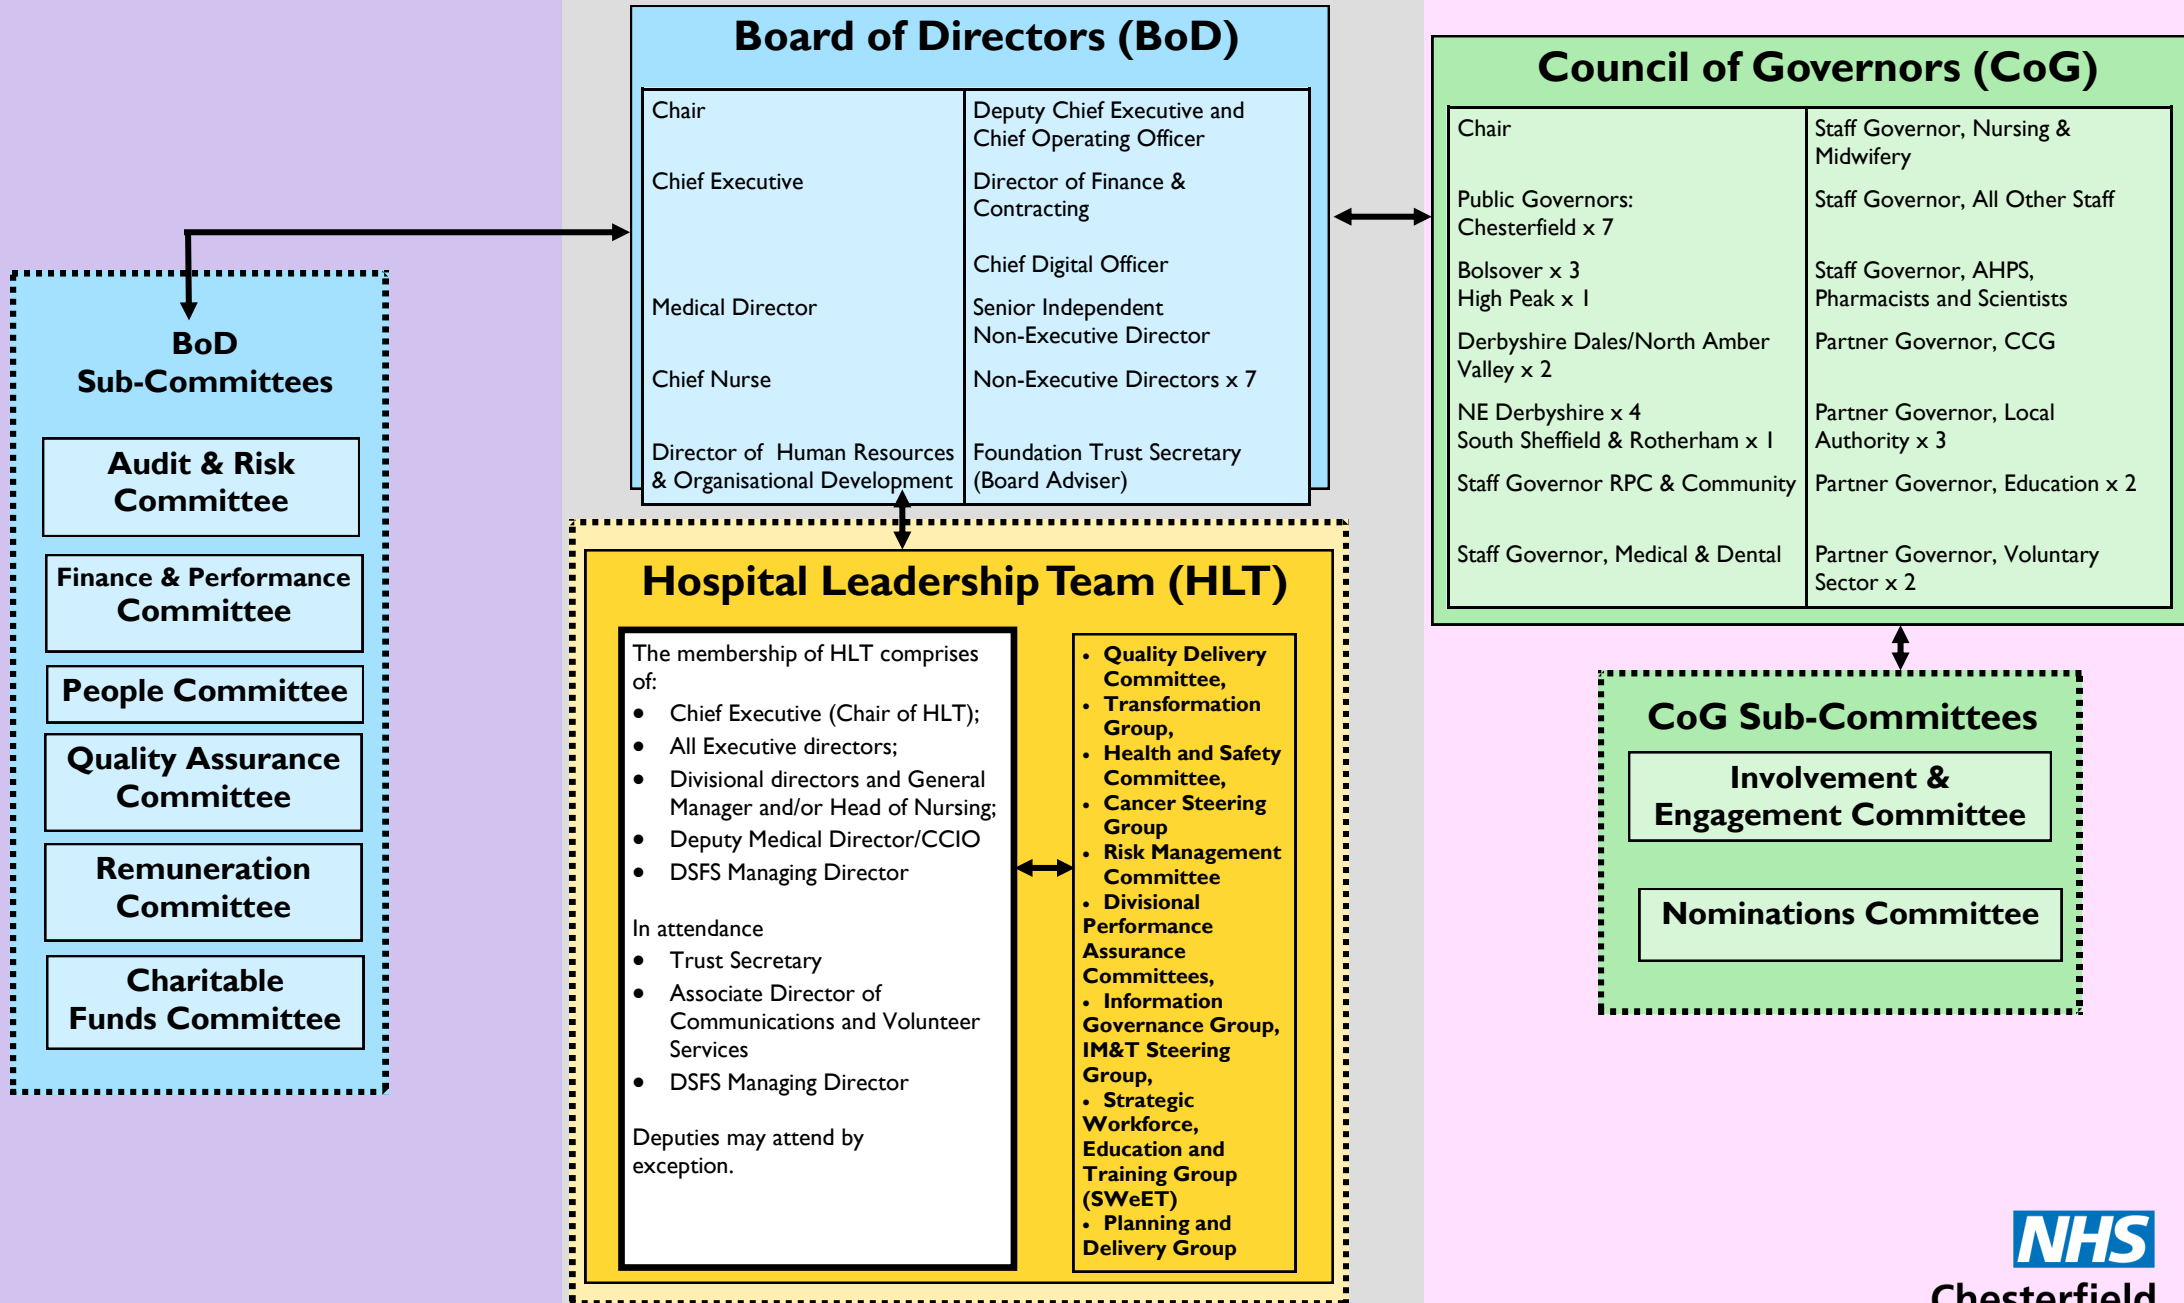 Board of Directors (BoD)
Chair
Chief Executive
Medical Director
Chief Nurse
Director of  Human Resources
& Organisational Development
Deputy Chief Executive and
Chief Operating Officer
Director of Finance &
Contracting
Chief Digital Officer
Senior Independent
Non-Executive Director
Non-Executive Directors x 7
Foundation Trust Secretary
(Board Adviser)
Council of Governors (CoG)
Chair
Public Governors:
Chesterfield x 7
Bolsover x 3
High Peak x 1
Derbyshire Dales/North Amber
Valley x 2
NE Derbyshire x 4
South Sheffield & Rotherham x 1
Staff Governor RPC & Community
Staff Governor, Medical & Dental
Staff Governor, Nursing &
Midwifery
Staff Governor, All Other Staff
Staff Governor, AHPS,
Pharmacists and Scientists
Partner Governor, CCG
Partner Governor, Local
Authority x 3
Partner Governor, Education x 2
Partner Governor, Voluntary
Sector x 2
BoD
Sub-Committees
Audit & Risk
Committee
Finance & Performance
Committee
People Committee
Quality Assurance
Committee
Remuneration
Committee
Charitable
Funds Committee
Hospital Leadership Team (HLT)
The membership of HLT comprises
of:
• Chief Executive (Chair of HLT);
• All Executive directors;
• Divisional directors and General
Manager and/or Head of Nursing;
• Deputy Medical Director/CCIO
• DSFS Managing Director
In attendance
• Trust Secretary
• Associate Director of
Communications and Volunteer
Services
• DSFS Managing Director
Deputies may attend by
exception.
• Quality Delivery
Committee,
• Transformation
Group,
• Health and Safety
Committee,
• Cancer Steering
Group
• Risk Management
Committee
• Divisional
Performance
Assurance
Committees,
• Information
Governance Group,
IM&T Steering
Group,
• Strategic
Workforce,
Education and
Training Group
(SWeET)
• Planning and
Delivery Group
CoG Sub-Committees
Involvement &
Engagement Committee
Nominations Committee
NHS
Chesterfield